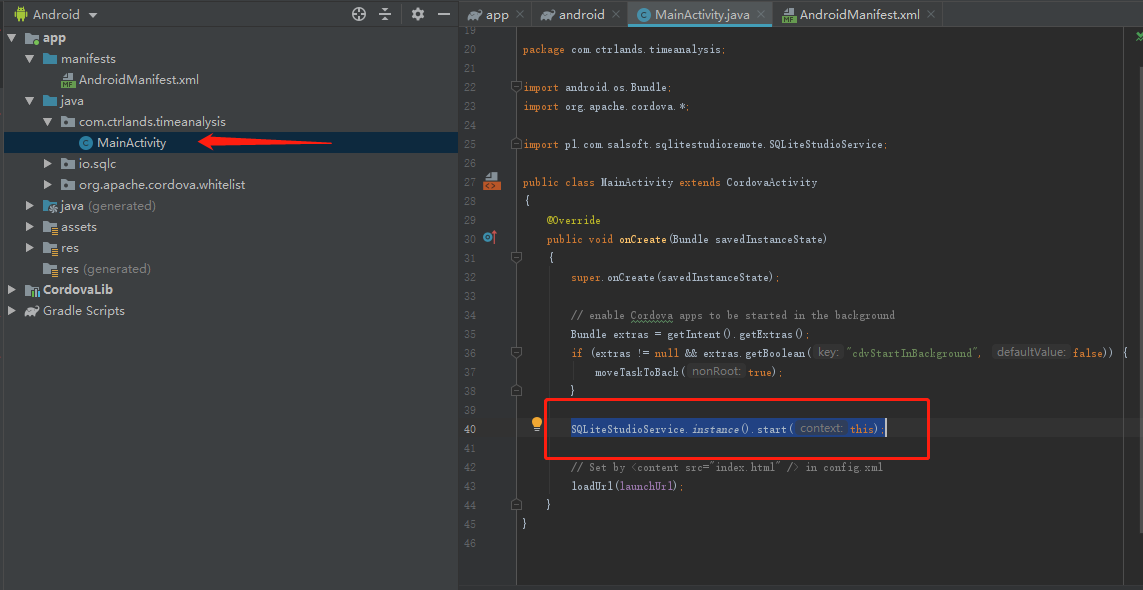 Android
app
manifests
AndroidManifest.xml
java
com.ctrlands.timeanalysis
MainActivity
io.sqlc
org.apache.cordova.whitelist
java (generated)
assets
res
res (generated)
CordovaLib
Gradle Scripts
app android MainActivity.java AndroidManifest.xml
19
20 package com.ctrlands.timeanalysis;
21
22 import android.os.Bundle;
23 import org.apache.cordova.*;
24
25 import pl.com.salsoft.sqlitestudioremote.SQLiteStudioService;
26
27 public class MainActivity extends CordovaActivity
28 {
29 @Override
30 public void onCreate(Bundle savedInstanceState)
31 {
32 super.onCreate(savedInstanceState);
33
34 // enable Cordova apps to be started in the background
35 Bundle extras = getIntent().getExtras();
36 if (extras != null && extras.getBoolean( key: "cdvStartInBackground", defaultValue: false)) {
37 moveTaskToBack( nonRoot: true);
38 }
39
40 SQLiteStudioService.instance().start( context: this);
41
42 // Set by <content src="index.html" /> in config.xml
43 loadUrl(launchUrl);
44 }
45 }
46